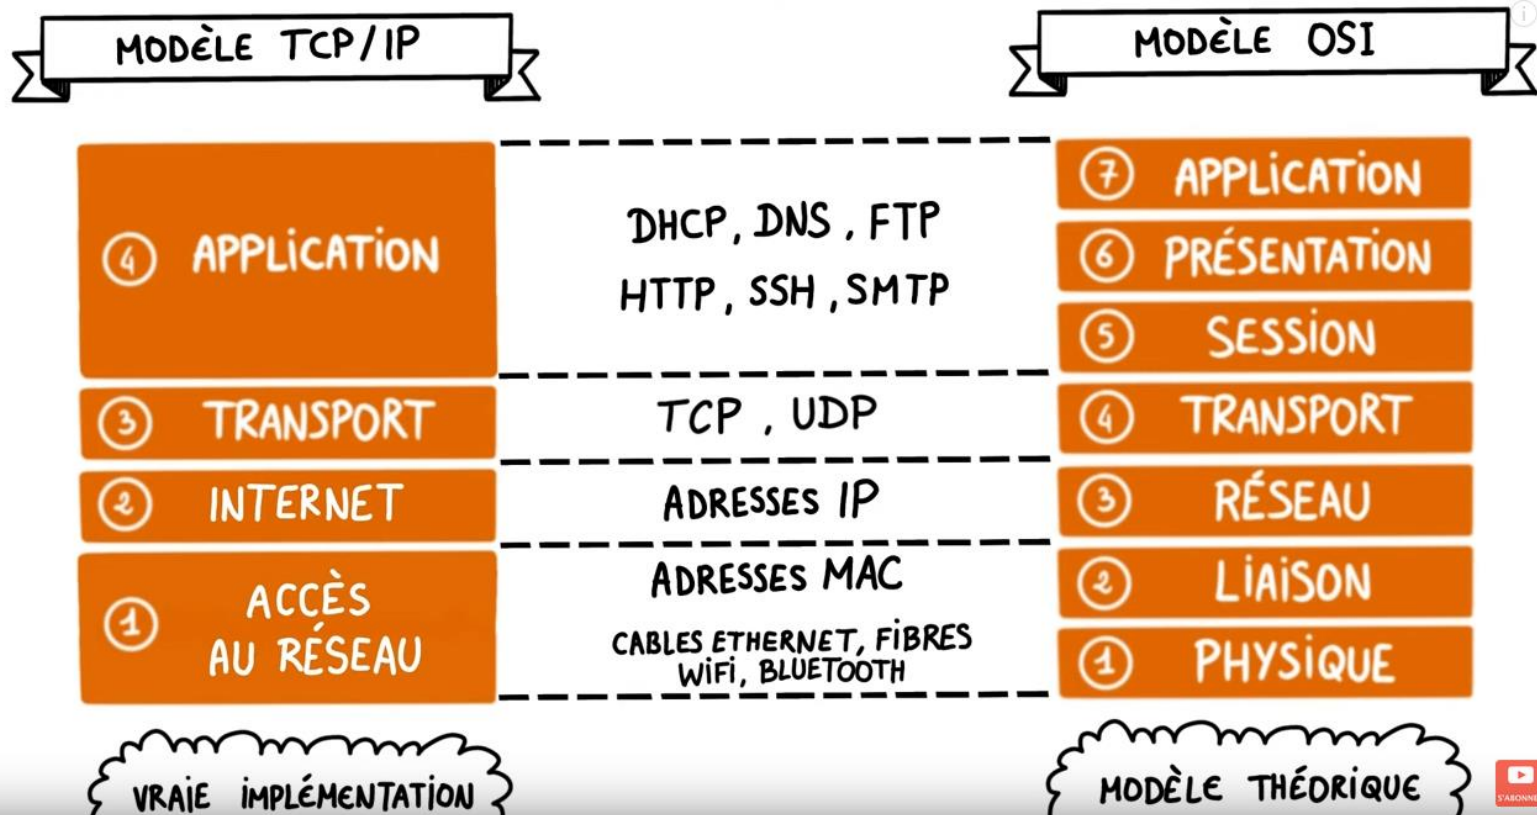 MODÈLE TCP/IP
MODÈLE OSI
4 APPLICATION
3 TRANSPORT
2 INTERNET
1 ACCÈS
AU RÉSEAU
DHCP, DNS, FTP
HTTP, SSH, SMTP
TCP, UDP
ADRESSES IP
ADRESSES MAC
CABLES ETHERNET, FIBRES
WIFI, BLUETOOTH
7 APPLICATION
6 PRÉSENTATION
5 SESSION
4 TRANSPORT
3 RÉSEAU
2 LIAISON
1 PHYSIQUE
VRAIE IMPLÉMENTATION
MODÈLE THÉORIQUE
i
S'ABONNE